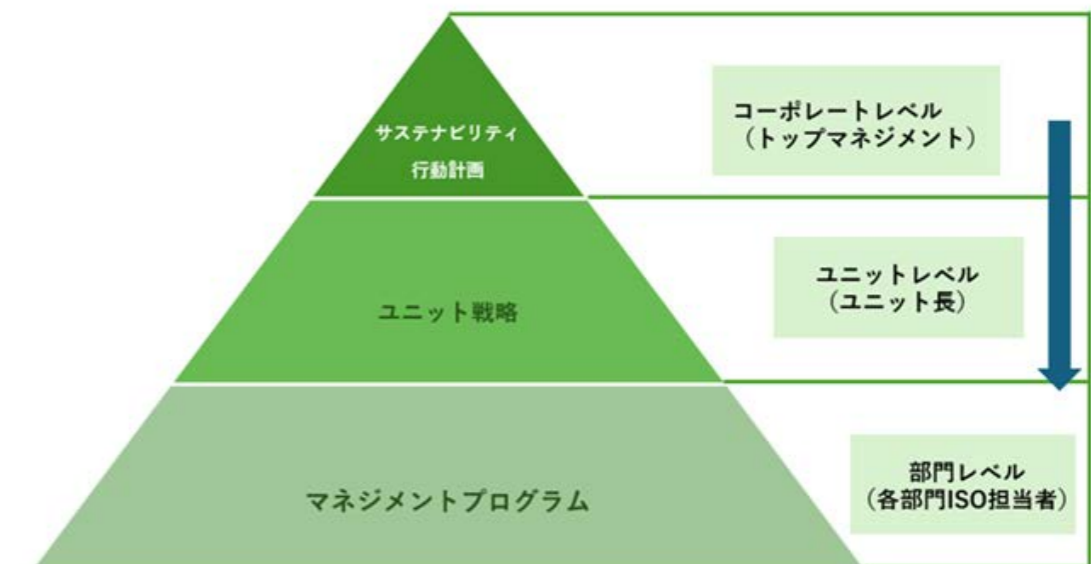 サステナビリティ
行動計画
コーポレートレベル
（トップマネジメント）
ユニット戦略
ユニットレベル
（ユニット長）
マネジメントプログラム
部門レベル
（各部門ISO担当者）